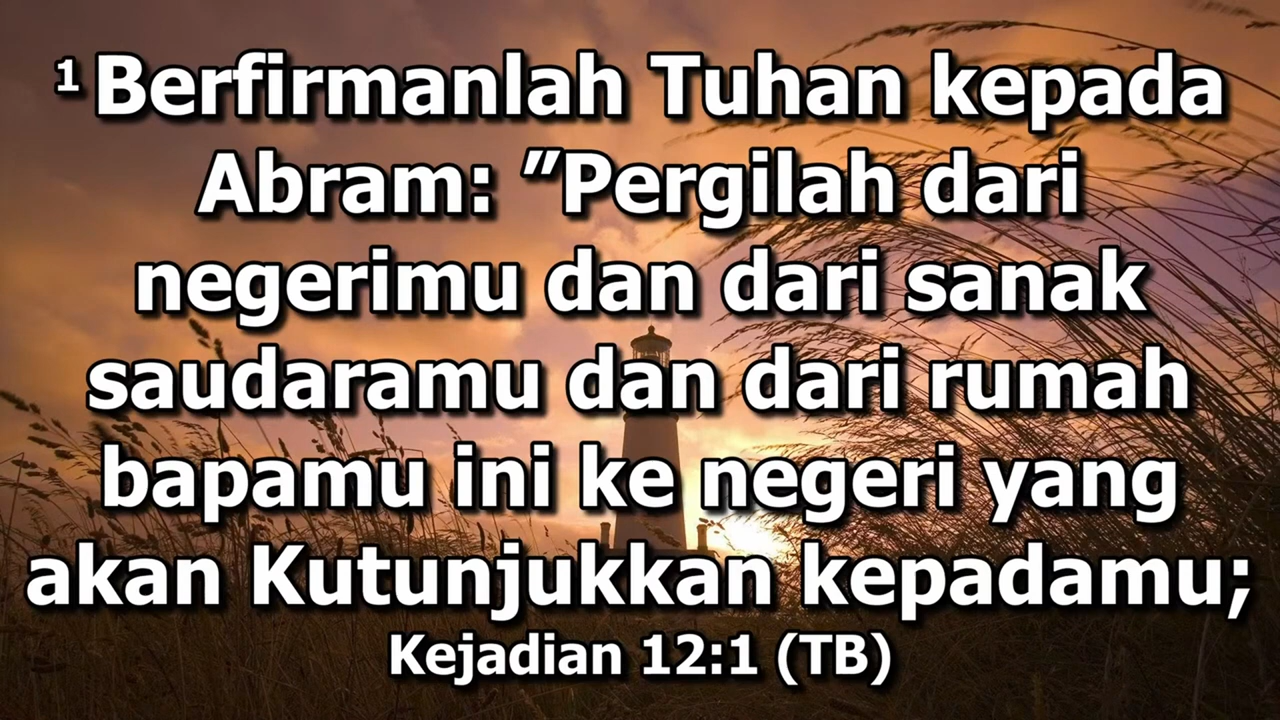 ¹ Berfirmanlah Tuhan kepada
Abram: ”Pergilah dari
negerimu dan dari sanak
saudaramu dan dari rumah
bapamu ini ke negeri yang
akan Kutunjukkan kepadamu;
Kejadian 12:1 (TB)